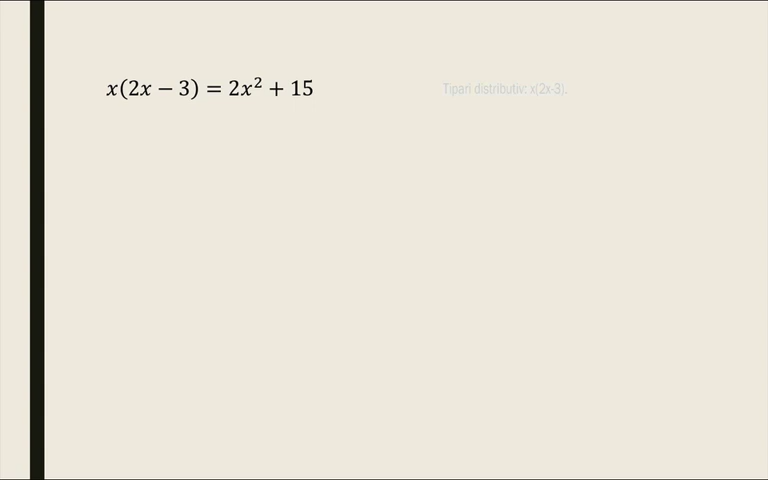 x(2x − 3) = 2x² + 15
Tipari distributiv: x(2x-3).